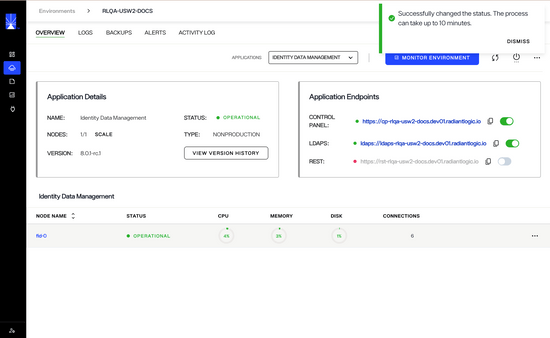 Environments > RLQA-USW2-DOCS
Successfully changed the status. The process can take up to 10 minutes.
DISMISS
OVERVIEW LOGS BACKUPS ALERTS ACTIVITY LOG
APPLICATIONS IDENTITY DATA MANAGEMENT MONITOR ENVIRONMENT
Application Details
NAME: Identity Data Management STATUS: OPERATIONAL
NODES: 1/1 SCALE TYPE: NONPRODUCTION
VERSION: 8.0.1-rc.1 VIEW VERSION HISTORY
Application Endpoints
CONTROL PANEL: https://cp-rlqa-usw2-docs.dev01.radiantlogic.io
LDAPS: ldaps://ldaps-rlqa-usw2-docs.dev01.radiantlogic.io
REST: https://rst-rlqa-usw2-docs.dev01.radiantlogic.io
Identity Data Management
NODE NAME STATUS CPU MEMORY DISK CONNECTIONS
fid-0 OPERATIONAL